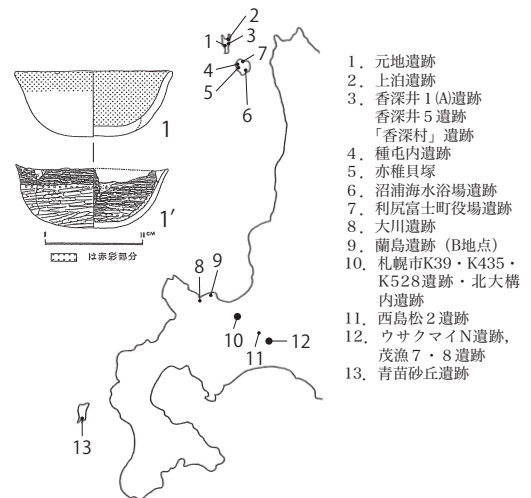 2
1
3
7
4
5
6
1
1′
10 cm
は赤彩部分
8
9
10
11
12
13
1．元地遺跡
2．上泊遺跡
3．香深井1(A)遺跡
香深井5遺跡
「香深村」遺跡
4．種屯内遺跡
5．亦稚貝塚
6．沼浦海水浴場遺跡
7．利尻富士町役場遺跡
8．大川遺跡
9．蘭島遺跡（B地点）
10．札幌市K39・K435・
K528遺跡・北大構
内遺跡
11．西島松2遺跡
12．ウサクマイN遺跡，
茂漁7・8遺跡
13．青苗砂丘遺跡